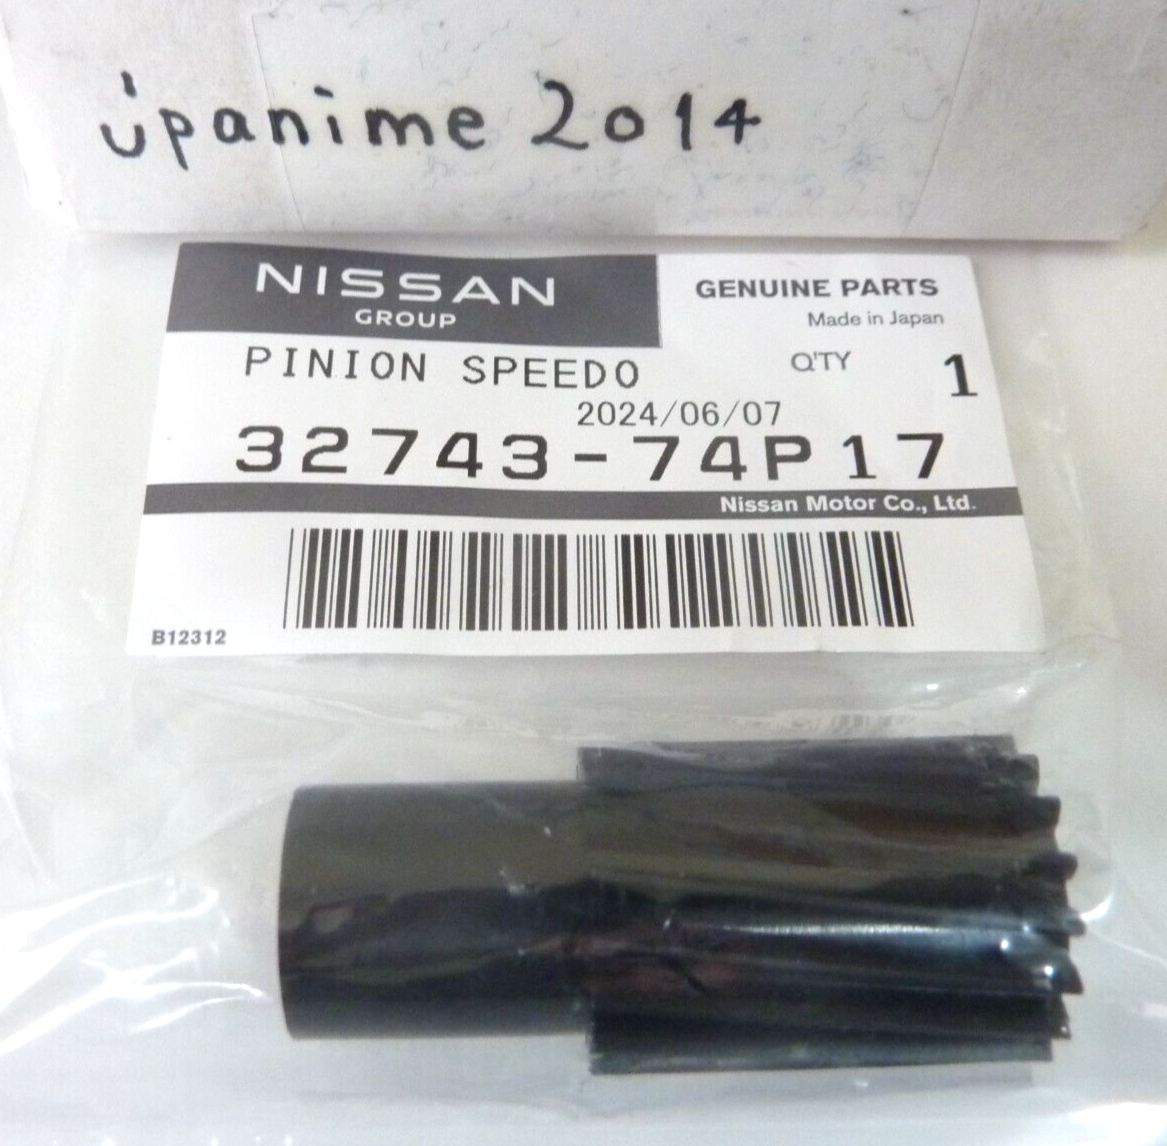 jpanime 2014
NISSAN
GROUP
GENUINE PARTS
Made in Japan
PINION SPEEDO
Q'TY 1
2024/06/07
32743-74P17
Nissan Motor Co., Ltd.
B12312